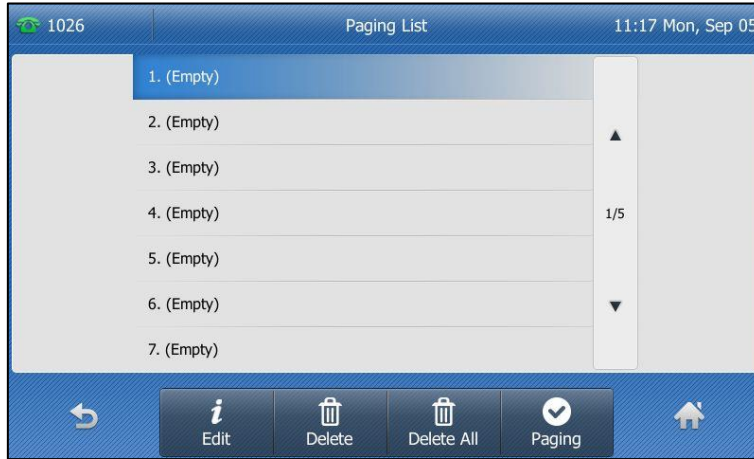 1026 Paging List 11:17 Mon, Sep 05
1. (Empty)
2. (Empty)
3. (Empty)
4. (Empty)
1/5
5. (Empty)
6. (Empty)
7. (Empty)
Edit Delete Delete All Paging